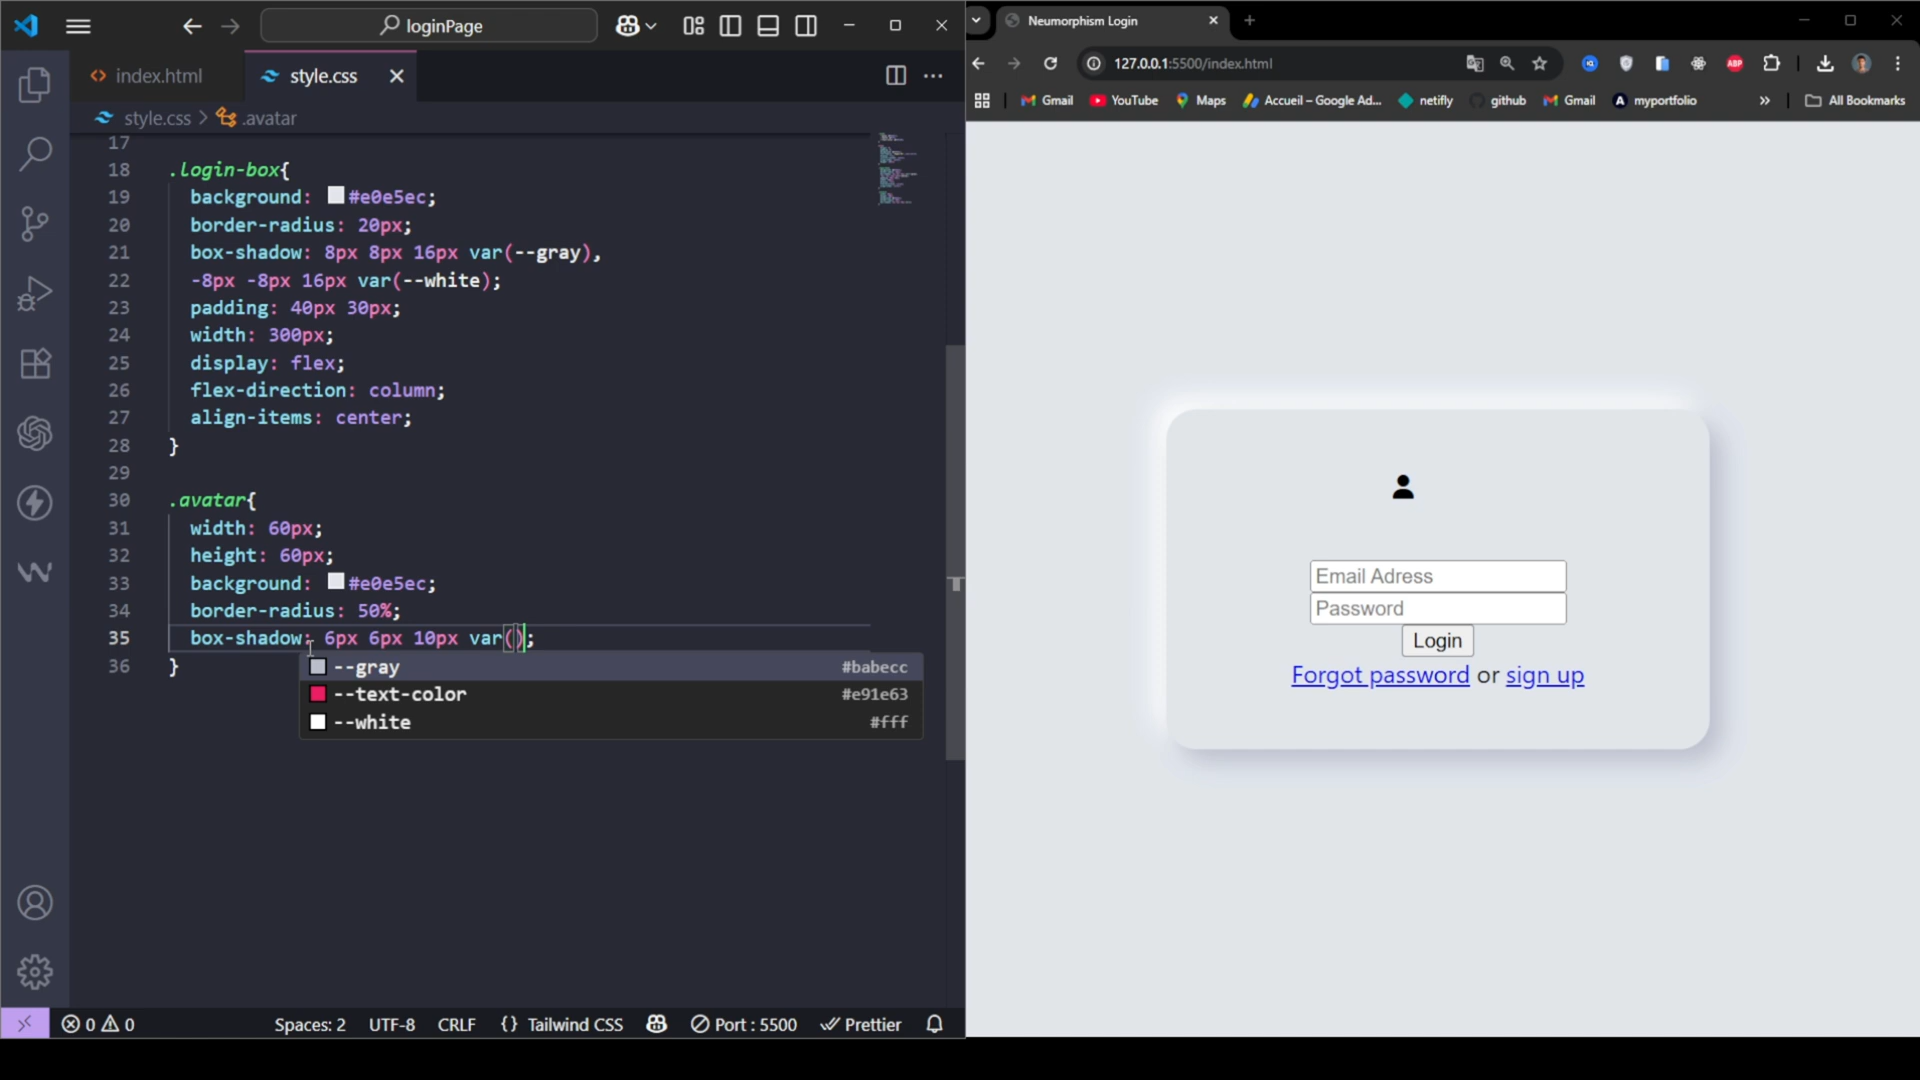 loginPage
index.html
style.css
style.css > .avatar
17
18 .login-box{
19 background: #e0e5ec;
20 border-radius: 20px;
21 box-shadow: 8px 8px 16px var(--gray),
22 -8px -8px 16px var(--white);
23 padding: 40px 30px;
24 width: 300px;
25 display: flex;
26 flex-direction: column;
27 align-items: center;
28 }
29
30 .avatar{
31 width: 60px;
32 height: 60px;
33 background: #e0e5ec;
34 border-radius: 50%;
35 box-shadow: 6px 6px 10px var();
36 }
--gray #babecc
--text-color #e91e63
--white #fff
0 0
Spaces: 2
UTF-8
CRLF
{} Tailwind CSS
Port : 5500
Prettier
Neumorphism Login
127.0.0.1:5500/index.html
ABP
Gmail
YouTube
Maps
Accueil – Google Ad...
netifly
github
Gmail
A myportfolio
»
All Bookmarks
Email Adress
Password
Login
Forgot password or sign up